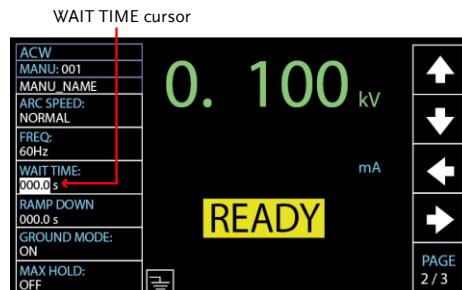 WAIT TIME cursor
ACW
MANU: 001
MANU_NAME
ARC SPEED:
NORMAL
FREQ:
60Hz
WAIT TIME:
000.0 s
RAMP DOWN
000.0 s
GROUND MODE:
ON
MAX HOLD:
OFF
0. 100 kV
mA
READY
PAGE
2/3